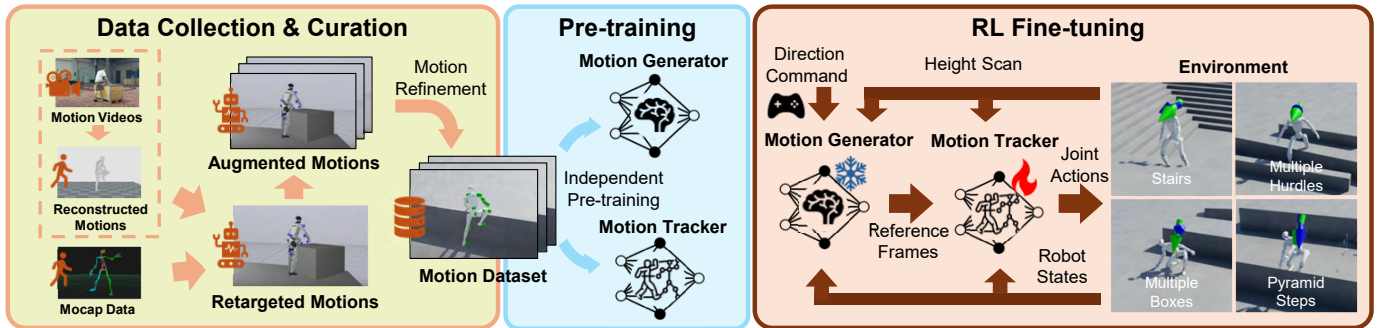 Data Collection & Curation
Motion Videos
Reconstructed
Motions
Mocap Data
Augmented Motions
Retargeted Motions
Motion
Refinement
Motion Dataset
Pre-training
Motion Generator
Independent
Pre-training
Motion Tracker
RL Fine-tuning
Direction
Command
Height Scan
Motion Generator
Motion Tracker
Reference
Frames
Joint
Actions
Robot
States
Environment
Stairs
Multiple
Hurdles
Multiple
Boxes
Pyramid
Steps